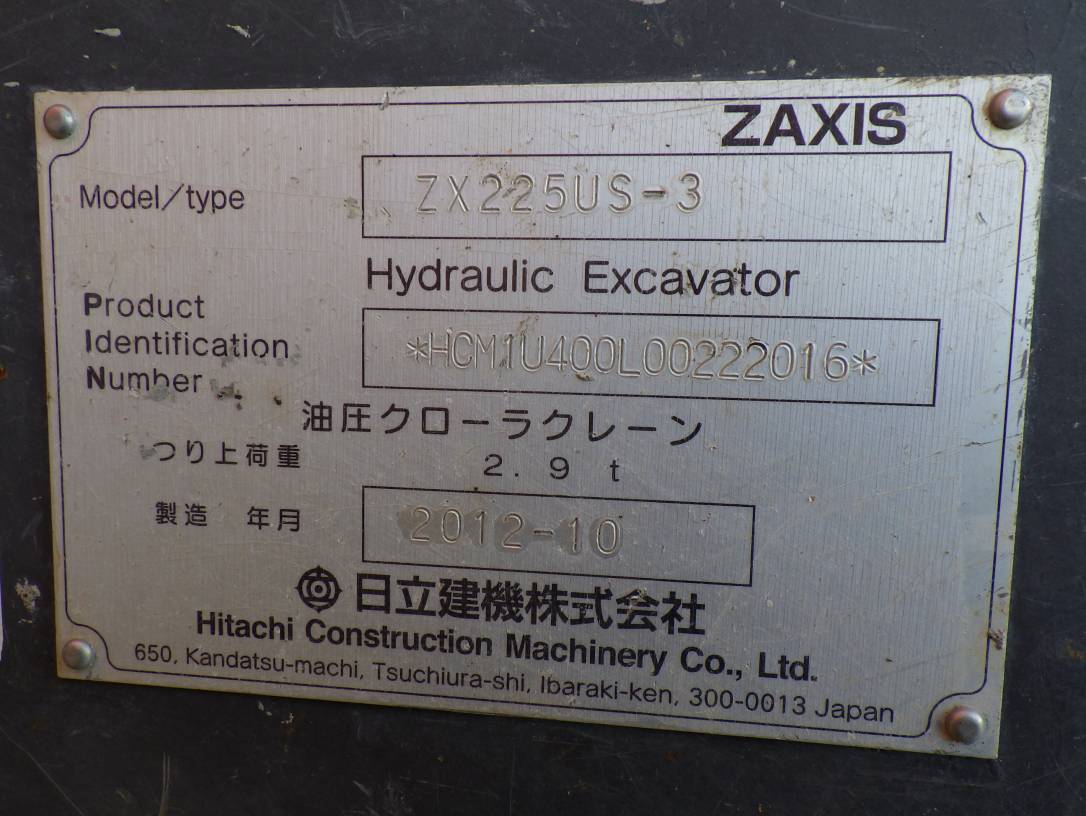 ZAXIS
Model/type ZX225US-3
Hydraulic Excavator
Product
Identification
Number
*HCM1U400L00222016*
油圧クローラクレーン
つり上荷重 2.9 t
製造 年月 2012-10
日立建機株式会社
Hitachi Construction Machinery Co., Ltd.
650, Kandatsu-machi, Tsuchiura-shi, Ibaraki-ken, 300-0013 Japan